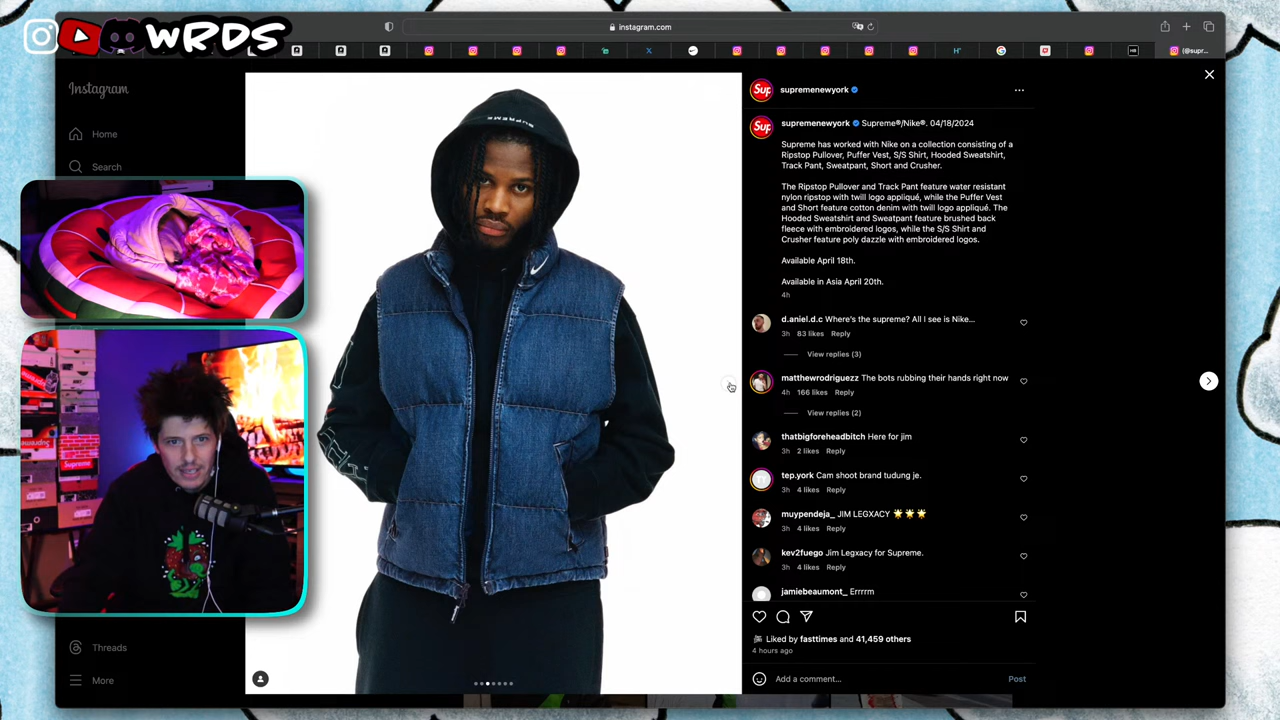 WRDS
instagram.com
(@supr...
Instagram
Home
Search
Threads
More
SUPREME
Supreme
supremenewyork
supremenewyork Supreme®/Nike®. 04/18/2024
Supreme has worked with Nike on a collection consisting of a
Ripstop Pullover, Puffer Vest, S/S Shirt, Hooded Sweatshirt,
Track Pant, Sweatpant, Short and Crusher.
The Ripstop Pullover and Track Pant feature water resistant
nylon ripstop with twill logo appliqué, while the Puffer Vest
and Short feature cotton denim with twill logo appliqué. The
Hooded Sweatshirt and Sweatpant feature brushed back
fleece with embroidered logos, while the S/S Shirt and
Crusher feature poly dazzle with embroidered logos.
Available April 18th.
Available in Asia April 20th.
4h
d.aniel.d.c Where's the supreme? All I see is Nike...
3h 83 likes Reply
View replies (3)
matthewrodriguezz The bots rubbing their hands right now
4h 166 likes Reply
View replies (2)
thatbigforeheadbitch Here for jim
3h 2 likes Reply
tep.york Cam shoot brand tudung je.
3h 4 likes Reply
muypendeja_ JIM LEGXACY 🌟🌟🌟
3h 4 likes Reply
kev2fuego Jim Legxacy for Supreme.
3h 4 likes Reply
jamiebeaumont_ Errrrm
Liked by fasttimes and 41,459 others
4 hours ago
Add a comment...
Post